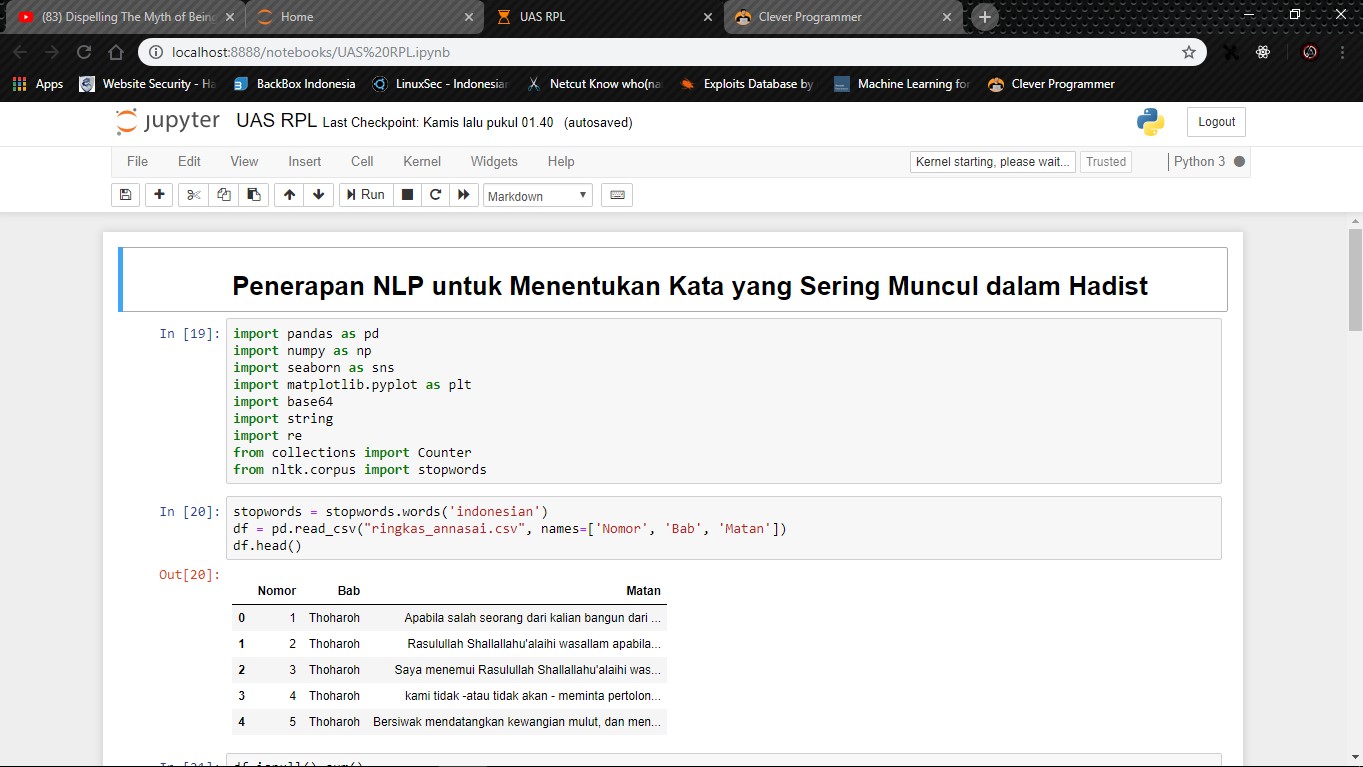 (83) Dispelling The Myth of Being
Home
UAS RPL
Clever Programmer
localhost:8888/notebooks/UAS%20RPL.ipynb
Apps Website Security - Ha BackBox Indonesia LinuxSec - Indonesian Netcut Know who(na Exploits Database by Machine Learning for Clever Programmer
jupyter UAS RPL Last Checkpoint: Kamis lalu pukul 01.40 (autosaved)
Logout
File Edit View Insert Cell Kernel Widgets Help
Kernel starting, please wait... Trusted Python 3
Run Markdown
Penerapan NLP untuk Menentukan Kata yang Sering Muncul dalam Hadist
In [19]: import pandas as pd
import numpy as np
import seaborn as sns
import matplotlib.pyplot as plt
import base64
import string
import re
from collections import Counter
from nltk.corpus import stopwords
In [20]: stopwords = stopwords.words('indonesian')
df = pd.read_csv("ringkas_annasai.csv", names=['Nomor', 'Bab', 'Matan'])
df.head()
Out[20]:
Nomor Bab Matan
0 1 Thoharoh Apabila salah seorang dari kalian bangun dari ...
1 2 Thoharoh Rasulullah Shallallahu'alaihi wasallam apabila...
2 3 Thoharoh Saya menemui Rasulullah Shallallahu'alaihi was...
3 4 Thoharoh kami tidak -atau tidak akan - meminta pertolon...
4 5 Thoharoh Bersiwak mendatangkan kewangian mulut, dan men...
In [21]: df.isnull().sum()